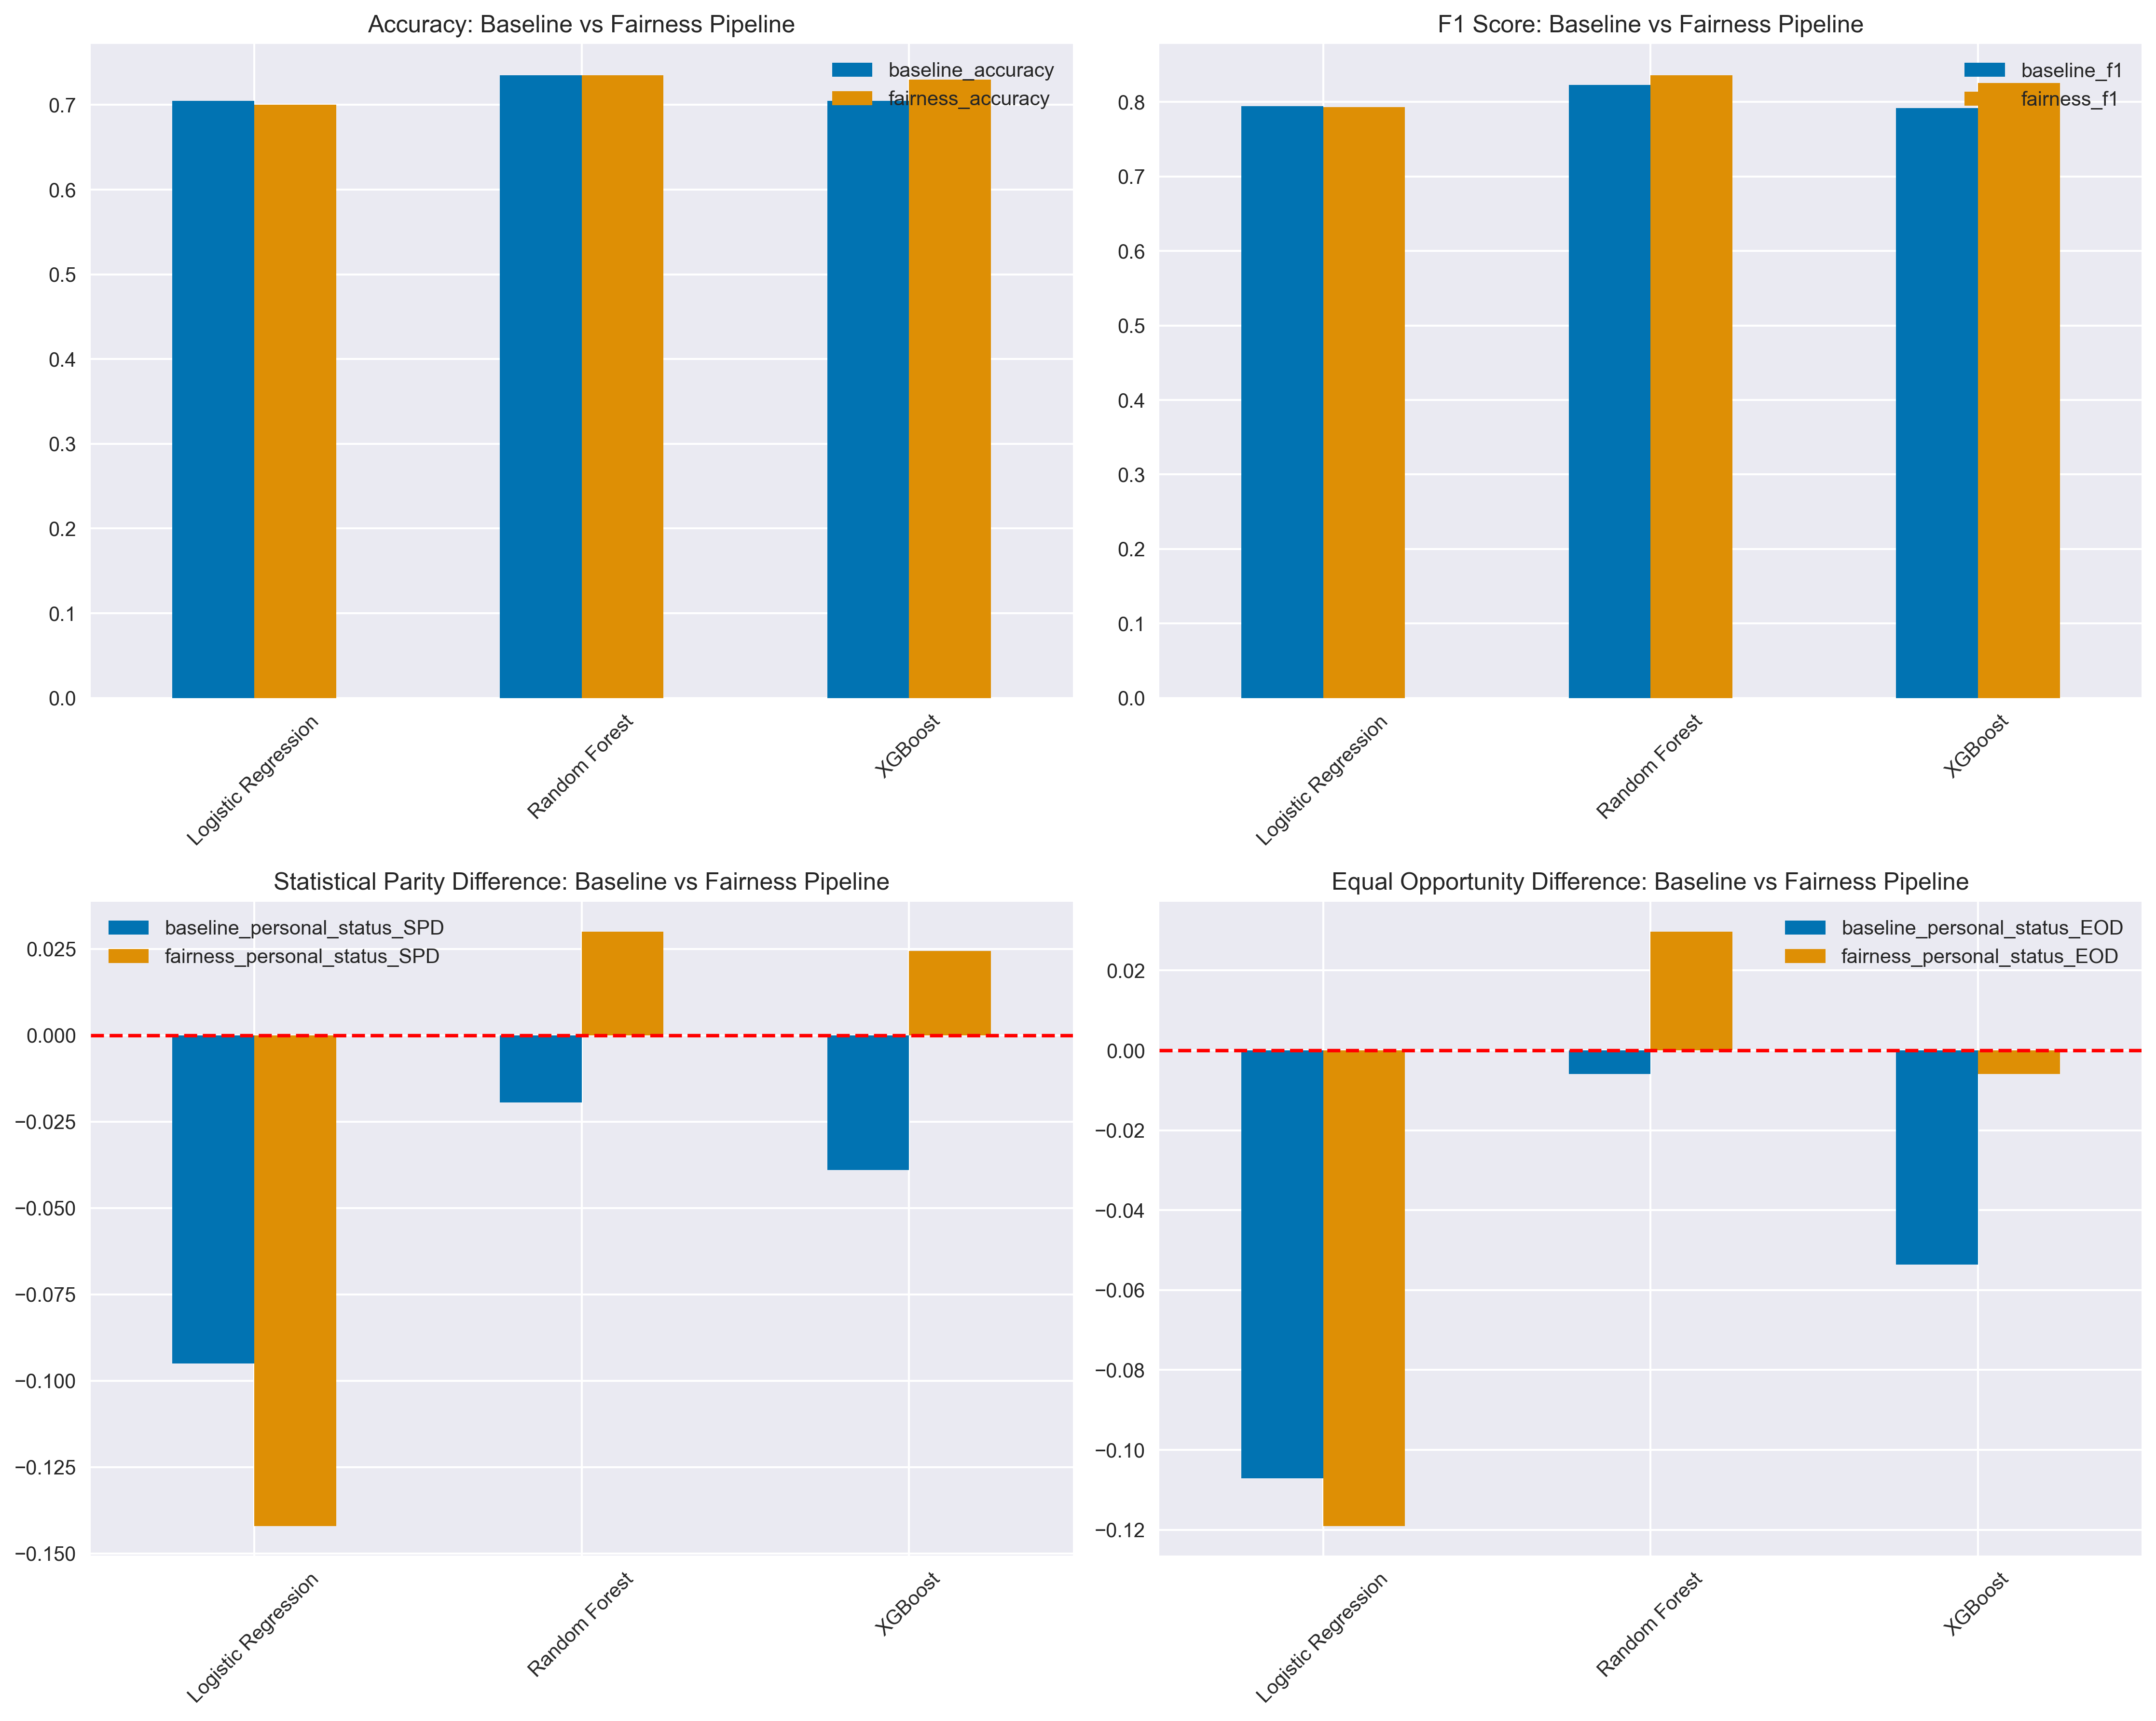 Accuracy: Baseline vs Fairness Pipeline
baseline_accuracy
fairness_accuracy
0.7
0.6
0.5
0.4
0.3
0.2
0.1
0.0
Logistic Regression
Random Forest
XGBoost
F1 Score: Baseline vs Fairness Pipeline
baseline_f1
fairness_f1
0.8
0.7
0.6
0.5
0.4
0.3
0.2
0.1
0.0
Logistic Regression
Random Forest
XGBoost
Statistical Parity Difference: Baseline vs Fairness Pipeline
baseline_personal_status_SPD
fairness_personal_status_SPD
0.025
0.000
−0.025
−0.050
−0.075
−0.100
−0.125
−0.150
Logistic Regression
Random Forest
XGBoost
Equal Opportunity Difference: Baseline vs Fairness Pipeline
baseline_personal_status_EOD
fairness_personal_status_EOD
0.02
0.00
−0.02
−0.04
−0.06
−0.08
−0.10
−0.12
Logistic Regression
Random Forest
XGBoost